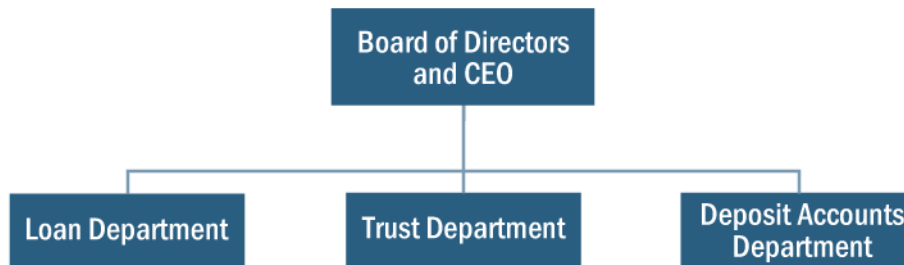 Board of Directors
and CEO
Loan Department
Trust Department
Deposit Accounts
Department